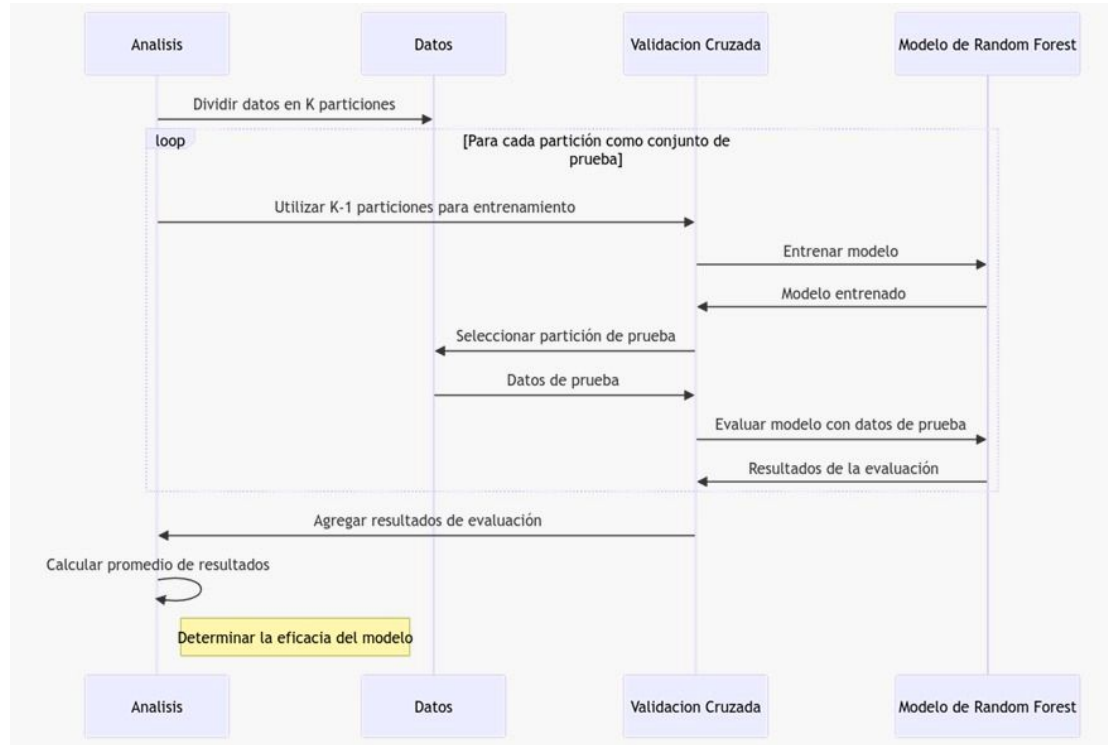 Analisis
Datos
Validacion Cruzada
Modelo de Random Forest
Dividir datos en K particiones
loop
[Para cada partición como conjunto de
prueba]
Utilizar K-1 particiones para entrenamiento
Entrenar modelo
Modelo entrenado
Seleccionar partición de prueba
Datos de prueba
Evaluar modelo con datos de prueba
Resultados de la evaluación
Agregar resultados de evaluación
Calcular promedio de resultados
Determinar la eficacia del modelo
Analisis
Datos
Validacion Cruzada
Modelo de Random Forest